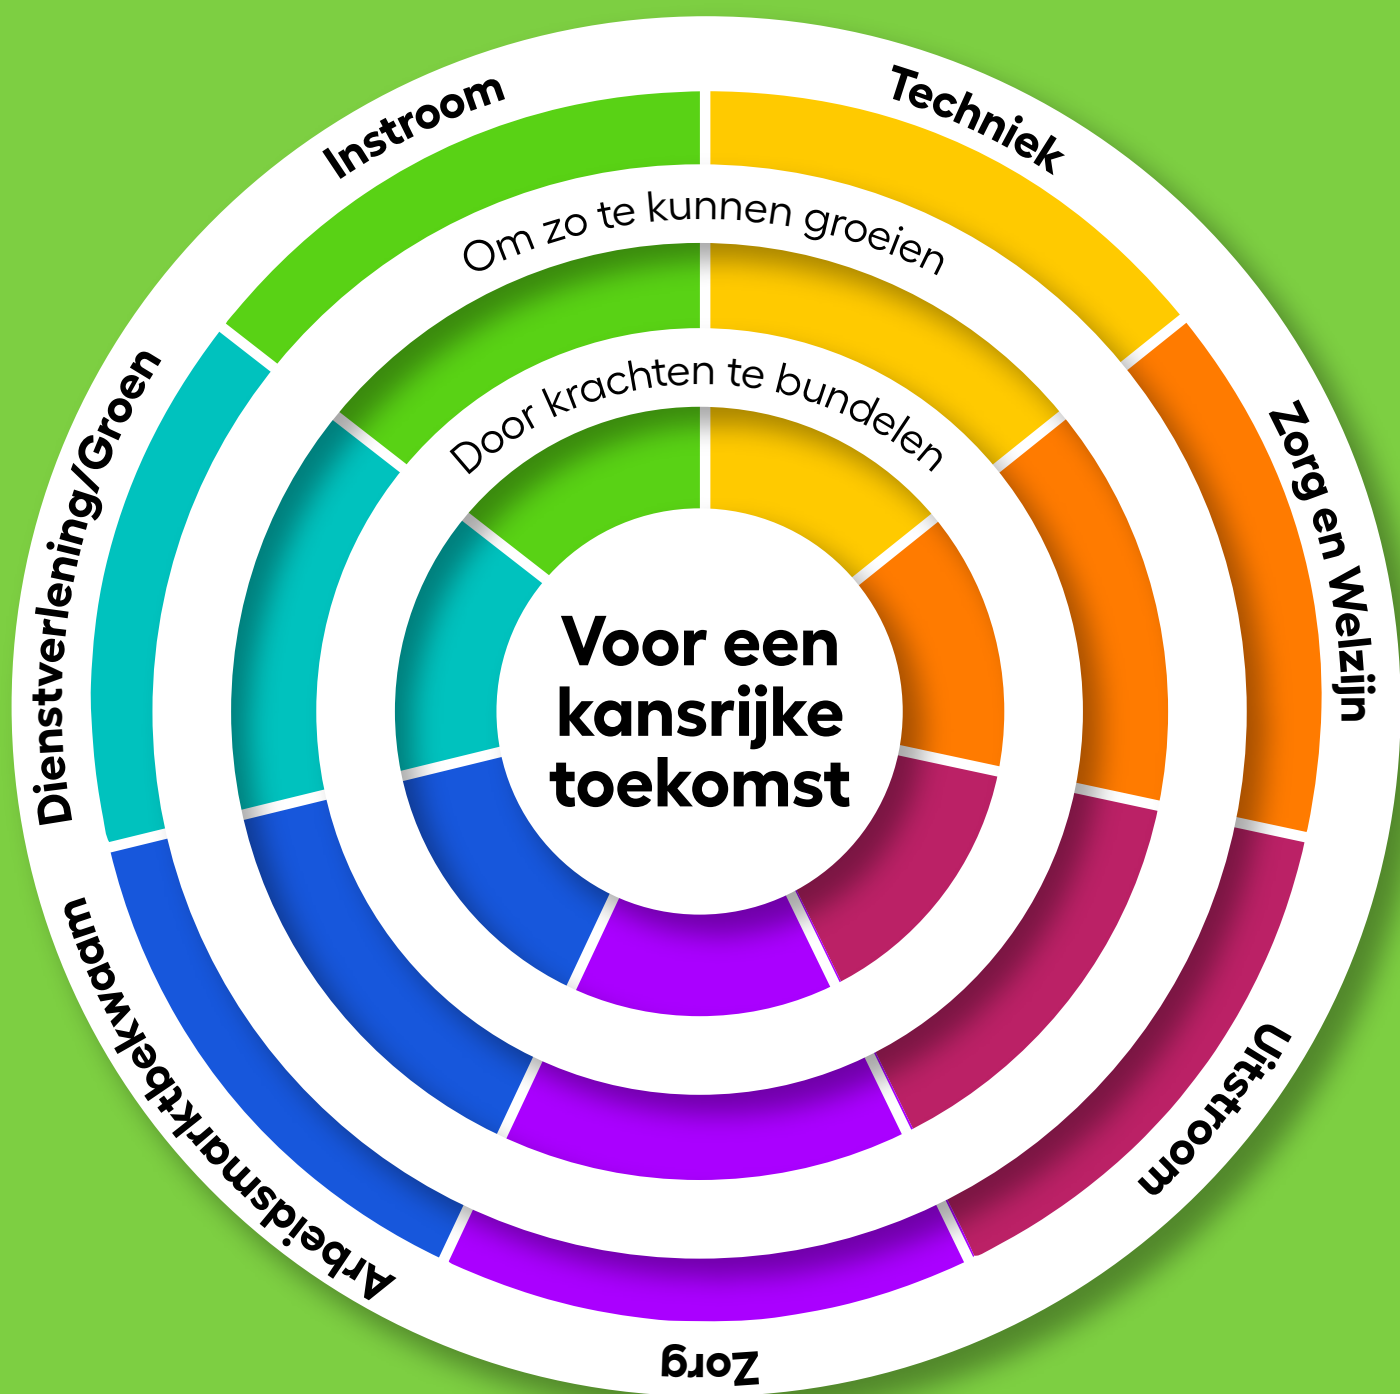 Instroom
Techniek
Om zo te kunnen groeien
Door krachten te bundelen
Dienstverlening/Groen
Zorg en Welzijn
Voor een
kansrijke
toekomst
Arbeidsmarktbekwaam
Uitstroom
Zorg